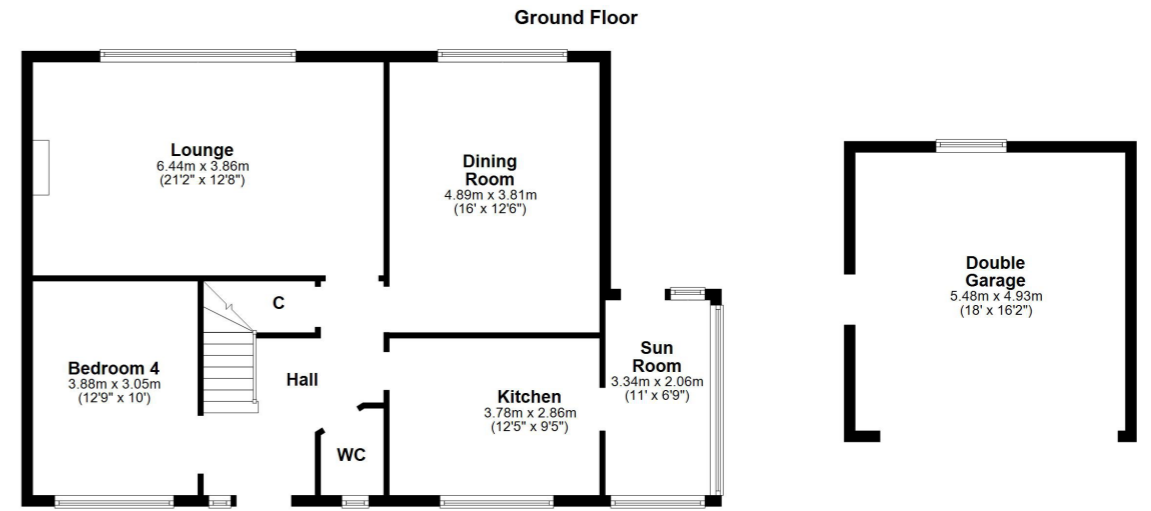 Ground Floor
Lounge
6.44m x 3.86m
(21'2" x 12'8")
Dining
Room
4.89m x 3.81m
(16' x 12'6")
Double
Garage
5.48m x 4.93m
(18' x 16'2")
C
Bedroom 4
3.88m x 3.05m
(12'9" x 10')
Hall
Kitchen
3.78m x 2.86m
(12'5" x 9'5")
Sun
Room
3.34m x 2.06m
(11' x 6'9")
WC